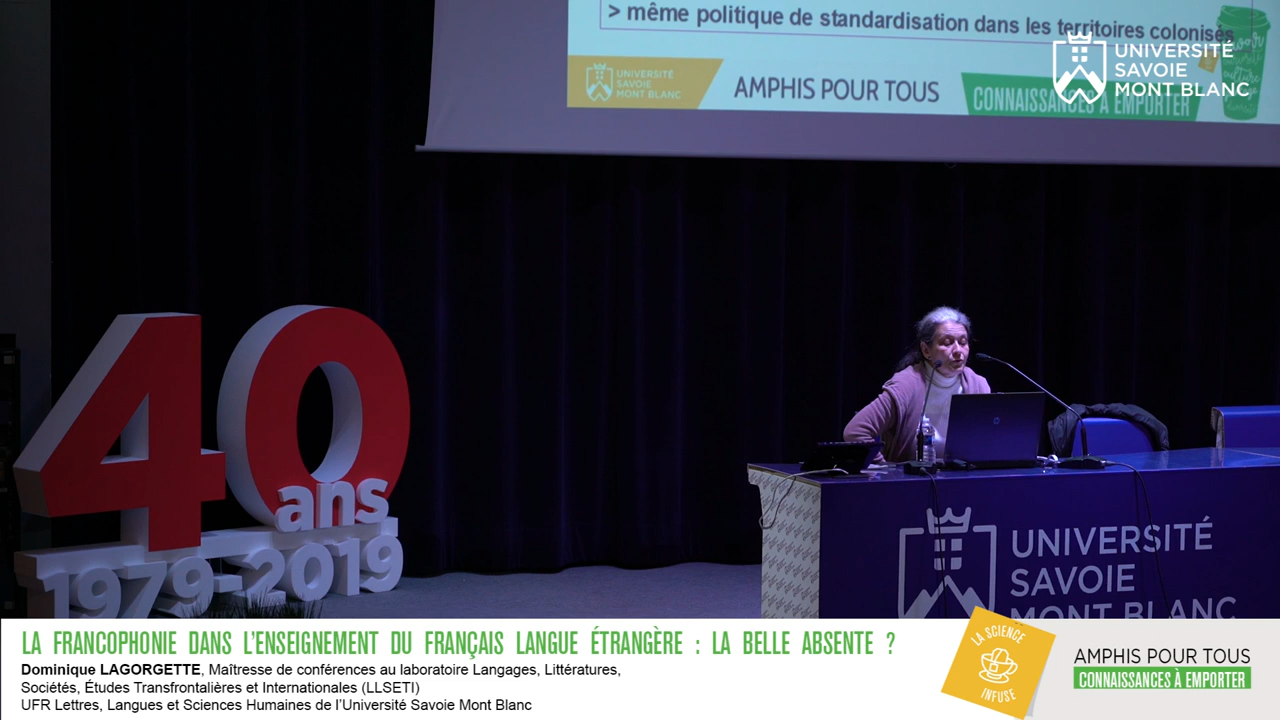 > même politique de standardisation dans les territoires colonisés
UNIVERSITÉ
SAVOIE
MONT BLANC
AMPHIS POUR TOUS
CONNAISSANCES À EMPORTER
UNIVERSITÉ
SAVOIE
MONT BLANC
40
ans
1979-2019
hp
UNIVERSITÉ
SAVOIE
MONT BLANC
LA FRANCOPHONIE DANS L'ENSEIGNEMENT DU FRANÇAIS LANGUE ÉTRANGÈRE : LA BELLE ABSENTE ?
Dominique LAGORGETTE, Maîtresse de conférences au laboratoire Langages, Littératures,
Sociétés, Études Transfrontalières et Internationales (LLSETI)
UFR Lettres, Langues et Sciences Humaines de l'Université Savoie Mont Blanc
LA SCIENCE
INFUSE
AMPHIS POUR TOUS
CONNAISSANCES À EMPORTER